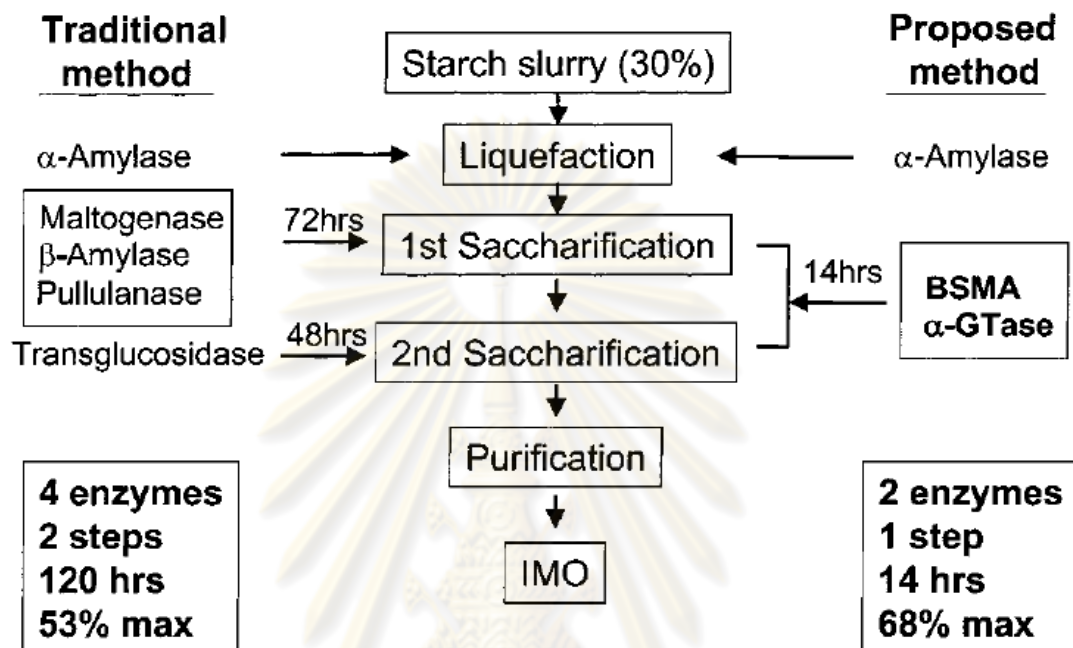 Traditional
method
Starch slurry (30%)
Proposed
method
α-Amylase
Liquefaction
α-Amylase
Maltogenase
β-Amylase
Pullulanase
72hrs
1st Saccharification
14hrs
BSMA
α-GTase
Transglucosidase
48hrs
2nd Saccharification
Purification
4 enzymes
2 steps
120 hrs
53% max
IMO
2 enzymes
1 step
14 hrs
68% max